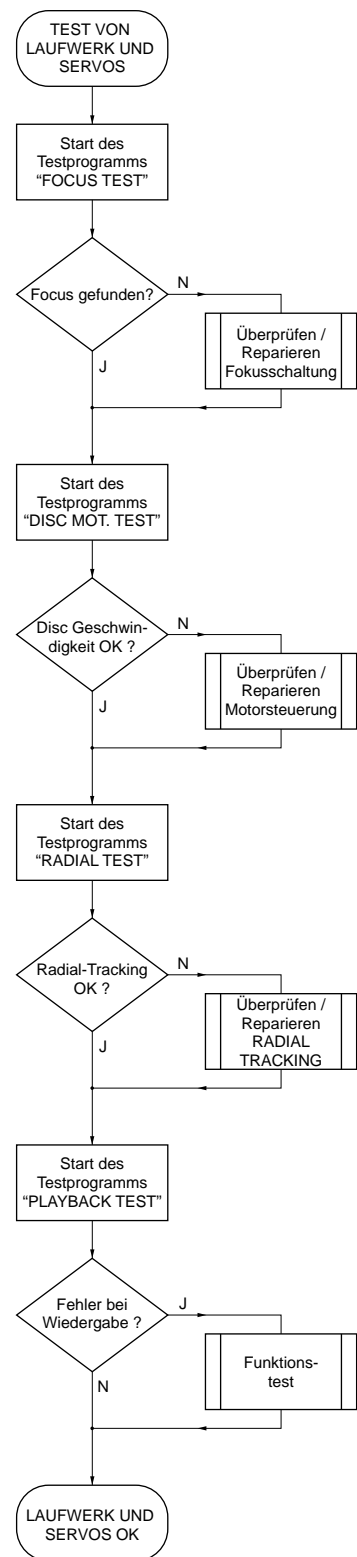 TEST VON
LAUFWERK UND
SERVOS
Start des
Testprogramms
“FOCUS TEST”
Focus gefunden?
N
J
Überprüfen /
Reparieren
Fokusschaltung
Start des
Testprogramms
“DISC MOT. TEST”
Disc Geschwin-
digkeit OK ?
N
J
Überprüfen /
Reparieren
Motorsteuerung
Start des
Testprogramms
“RADIAL TEST”
Radial-Tracking
OK ?
N
J
Überprüfen /
Reparieren
RADIAL
TRACKING
Start des
Testprogramms
“PLAYBACK TEST”
Fehler bei
Wiedergabe ?
J
N
Funktions-
test
LAUFWERK UND
SERVOS OK